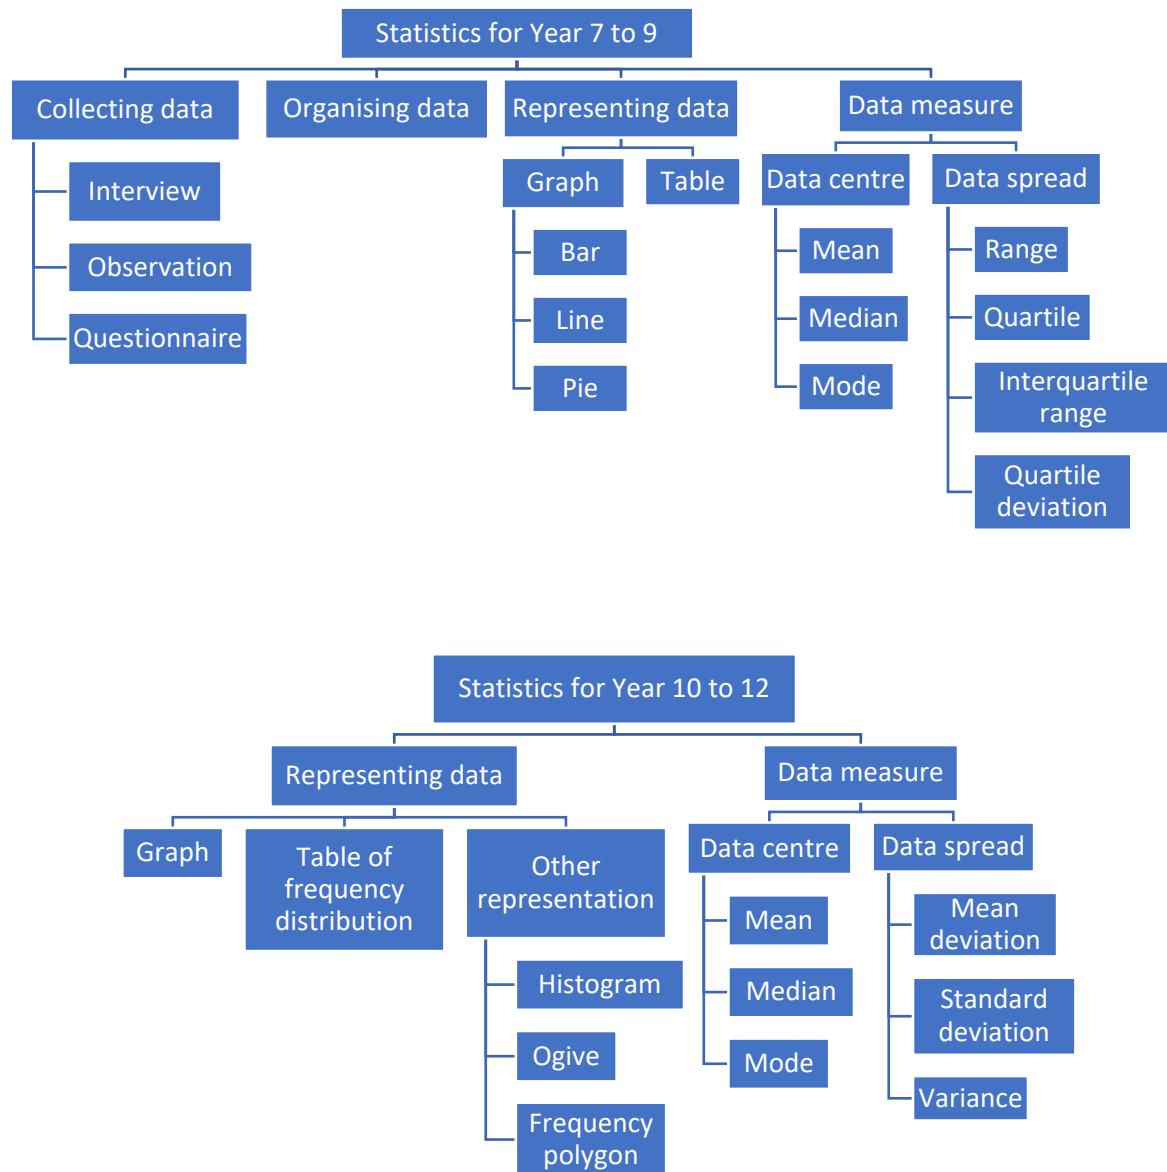 Statistics for Year 7 to 9
Collecting data
Organising data
Representing data
Data measure
Interview
Observation
Questionnaire
Graph
Table
Bar
Line
Pie
Data centre
Data spread
Mean
Median
Mode
Range
Quartile
Interquartile
range
Quartile
deviation
Statistics for Year 10 to 12
Representing data
Data measure
Graph
Table of
frequency
distribution
Other
representation
Histogram
Ogive
Frequency
polygon
Data centre
Data spread
Mean
Median
Mode
Mean
deviation
Standard
deviation
Variance